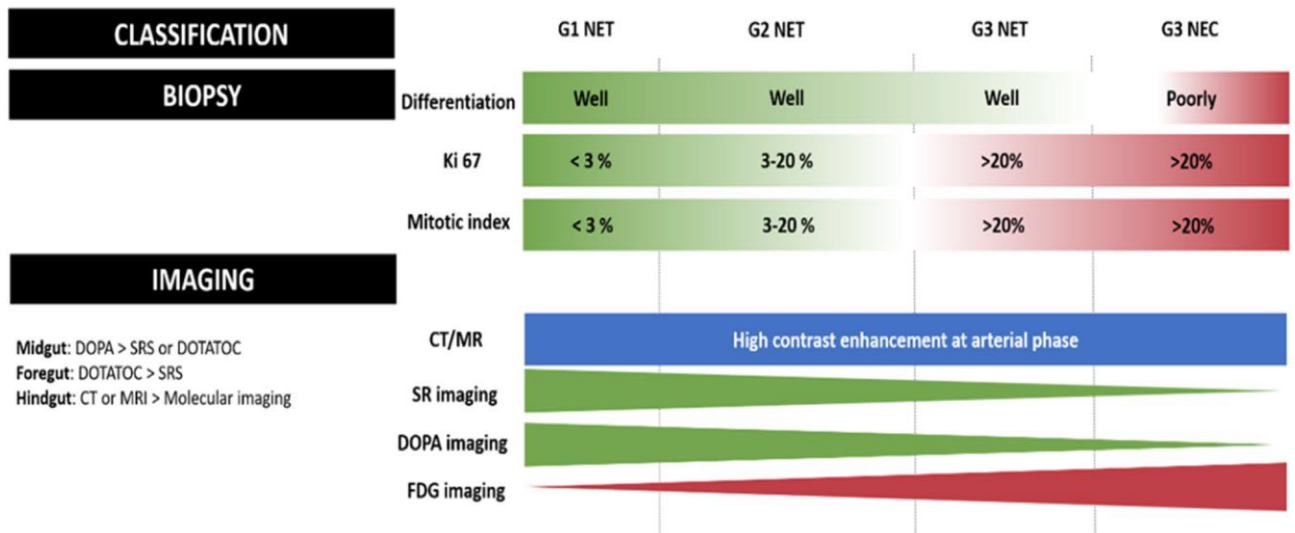 CLASSIFICATION
G1 NET G2 NET G3 NET G3 NEC
BIOPSY
Differentiation Well Well Well Poorly
Ki 67 < 3 % 3-20 % >20% >20%
Mitotic index < 3 % 3-20 % >20% >20%
IMAGING
Midgut: DOPA > SRS or DOTATOC
Foregut: DOTATOC > SRS
Hindgut: CT or MRI > Molecular imaging
CT/MR High contrast enhancement at arterial phase
SR imaging
DOPA imaging
FDG imaging